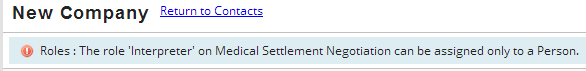 New Company Return to Contacts
Roles : The role 'Interpreter' on Medical Settlement Negotiation can be assigned only to a Person.